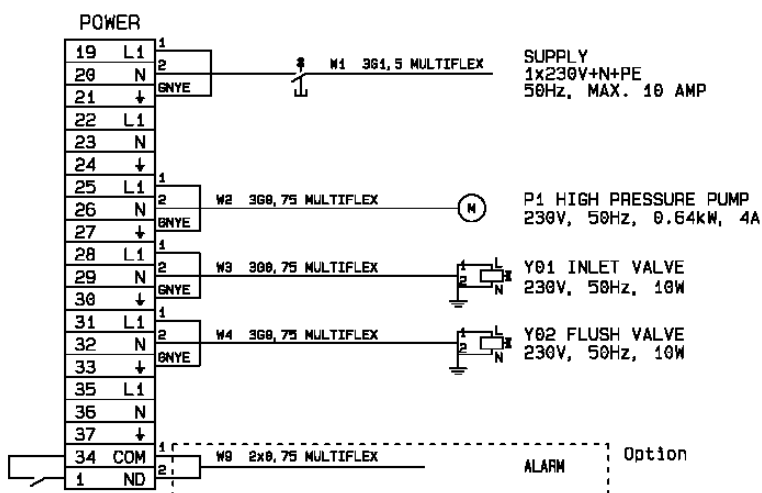 POWER
19 L1 1
20 N 2 W1 3G1,5 MULTIFLEX
21 GNYE
SUPPLY
1x230V+N+PE
50Hz, MAX. 10 AMP
22 L1
23 N
24
25 L1 1
26 N 2 W2 3G0,75 MULTIFLEX M
27 GNYE
P1 HIGH PRESSURE PUMP
230V, 50Hz, 0.64kW, 4A
28 L1 1
29 N 2 W3 3G0,75 MULTIFLEX 1 2 L N
30 GNYE
Y01 INLET VALVE
230V, 50Hz, 10W
31 L1 1
32 N 2 W4 3G0,75 MULTIFLEX 1 2 L N
33 GNYE
Y02 FLUSH VALVE
230V, 50Hz, 10W
35 L1
36 N
37
34 COM 1 W9 2x0,75 MULTIFLEX
1 NO 2
ALARM
Option